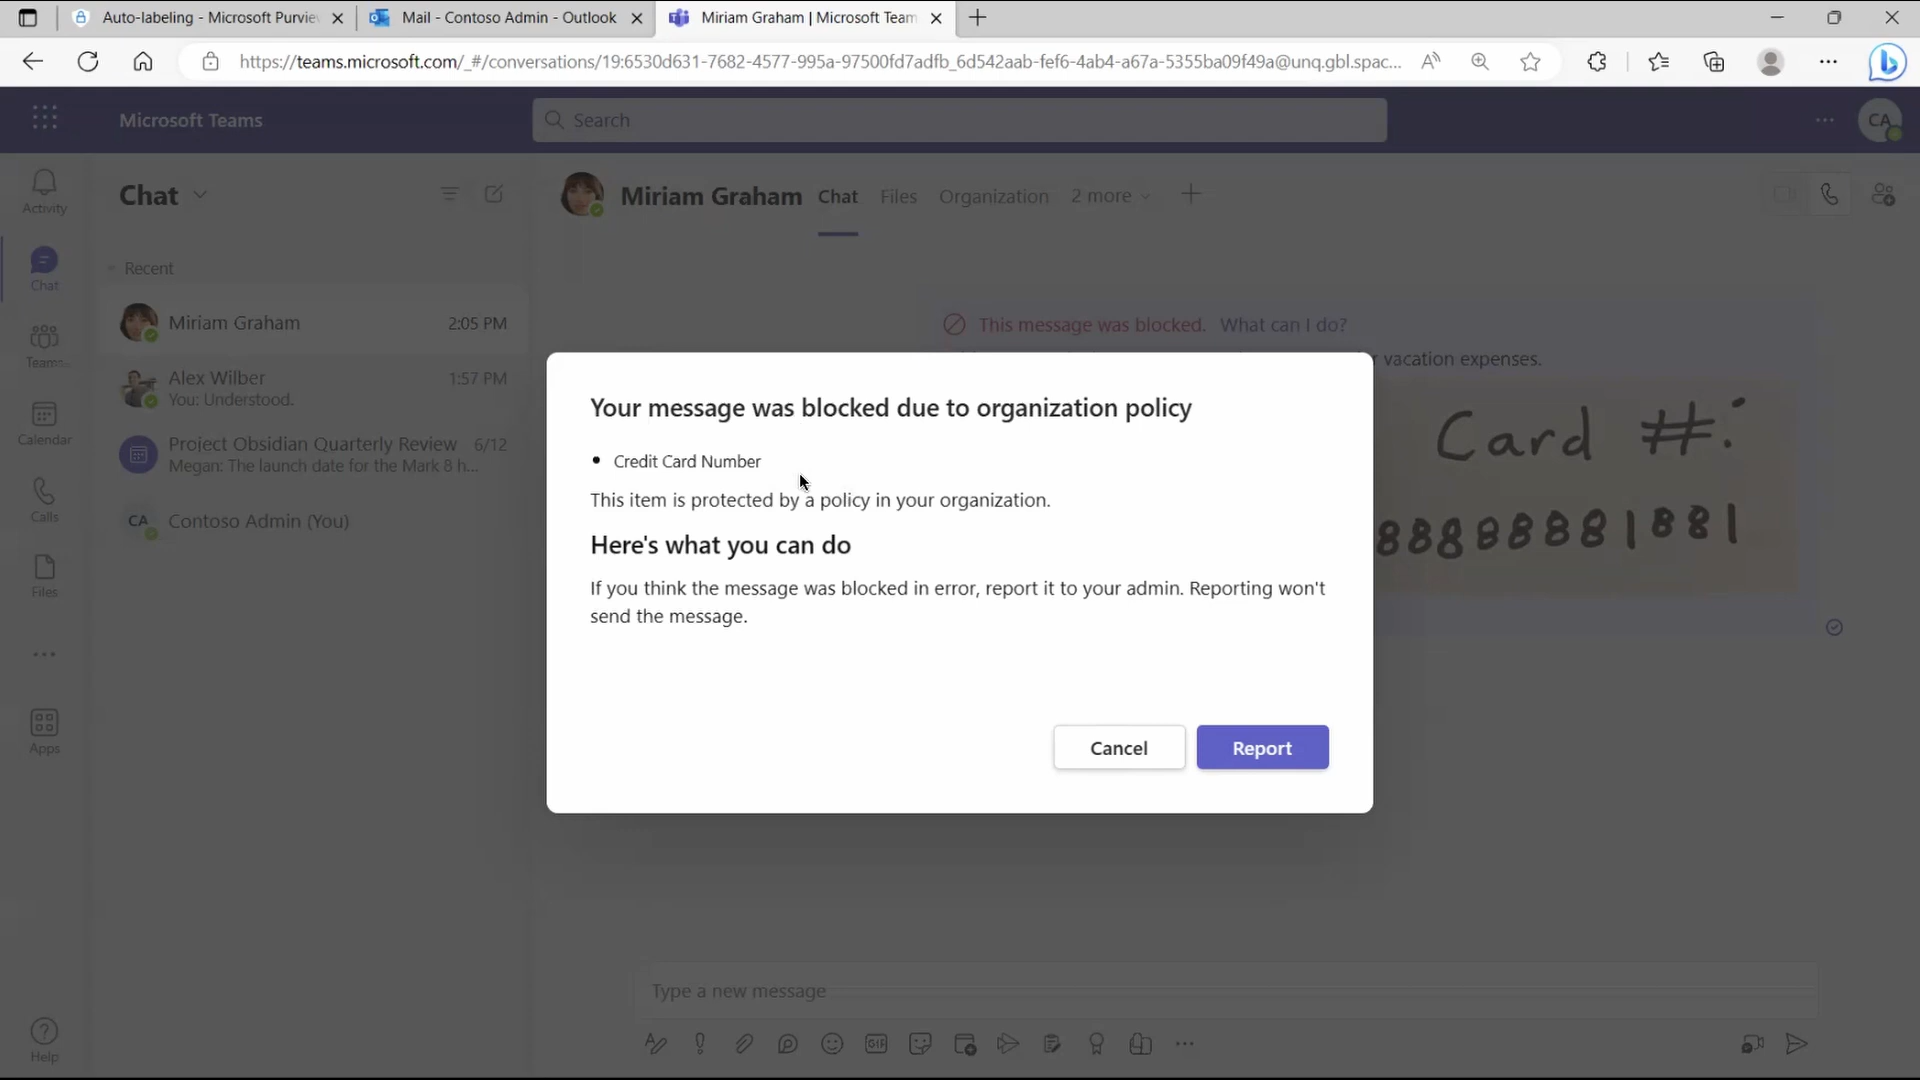 Auto-labeling - Microsoft Purvie
Mail - Contoso Admin - Outlook
Miriam Graham | Microsoft Team
https://teams.microsoft.com/_#/conversations/19:6530d631-7682-4577-995a-97500fd7adfb_6d542aab-fef6-4ab4-a67a-5355ba09f49a@unq.gbl.spac...
Microsoft Teams
Search
CA
Activity
Chat
Teams
Calendar
Calls
Files
Apps
Help
Chat
Recent
Miriam Graham 2:05 PM
Alex Wilber 1:57 PM
You: Understood.
Project Obsidian Quarterly Review 6/12
Megan: The launch date for the Mark 8 h...
CA Contoso Admin (You)
Miriam Graham Chat Files Organization 2 more
This message was blocked. What can I do?
vacation expenses.
Card #:
88888881881
Your message was blocked due to organization policy
• Credit Card Number
This item is protected by a policy in your organization.
Here's what you can do
If you think the message was blocked in error, report it to your admin. Reporting won't
send the message.
Cancel Report
Type a new message
GIF